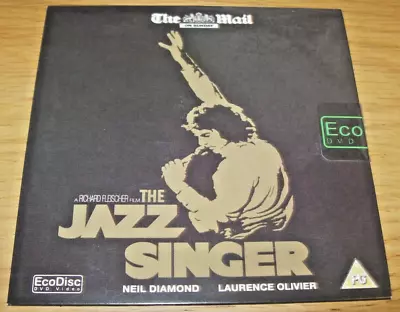 The Mail
ON SUNDAY
Eco
DVD
A RICHARD FLEISCHER FILM
THE
JAZZ
SINGER
EcoDisc
DVD Video
NEIL DIAMOND LAURENCE OLIVIER
PG